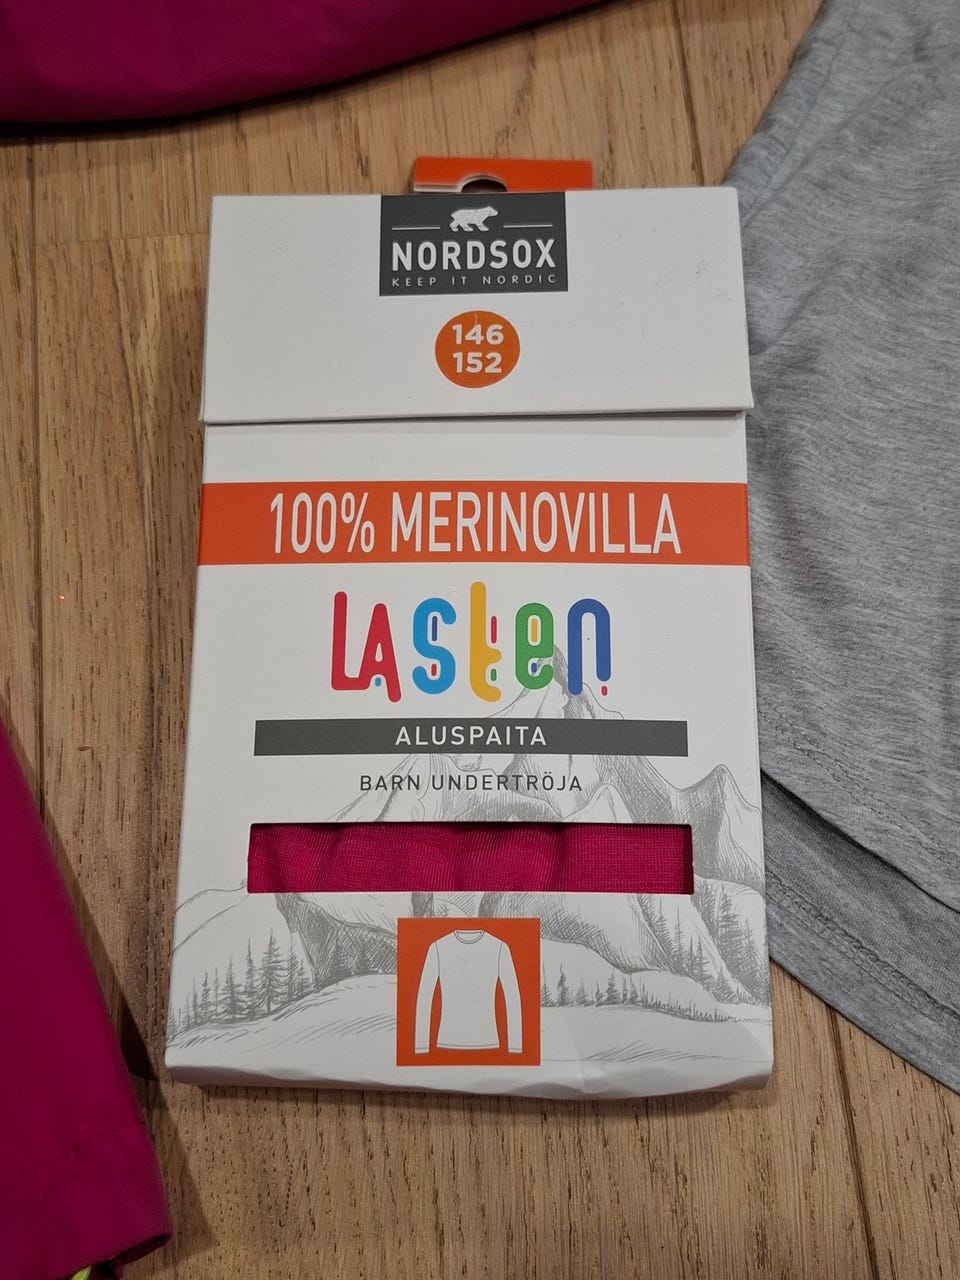 NORDSOX
KEEP IT NORDIC
146
152
100% MERINOVILLA
Lasten
ALUSPAITA
BARN UNDERTRÖJA